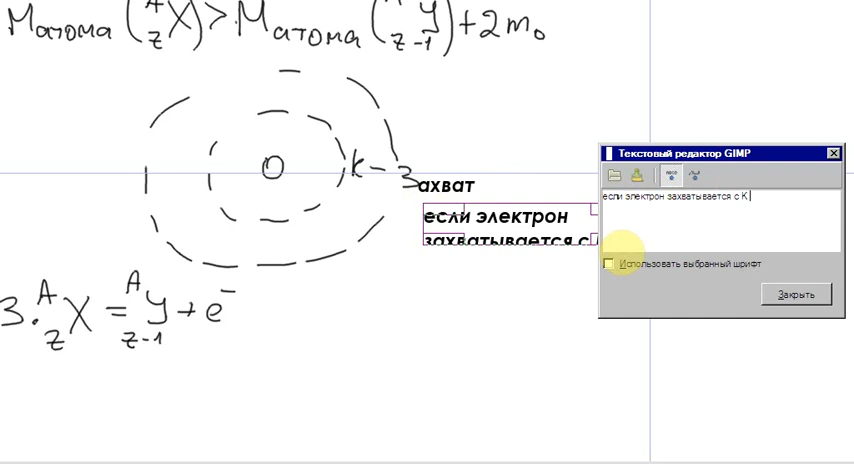 Mатома (A Z X) > Mатома (A Z-1 Y) + 2m₀
K - Захват
если электрон
захватывается с
Текстовый редактор GIMP
если электрон захватывается с K
Использовать выбранный шрифт
Закрыть
3. A Z X = A Z-1 Y + e⁻